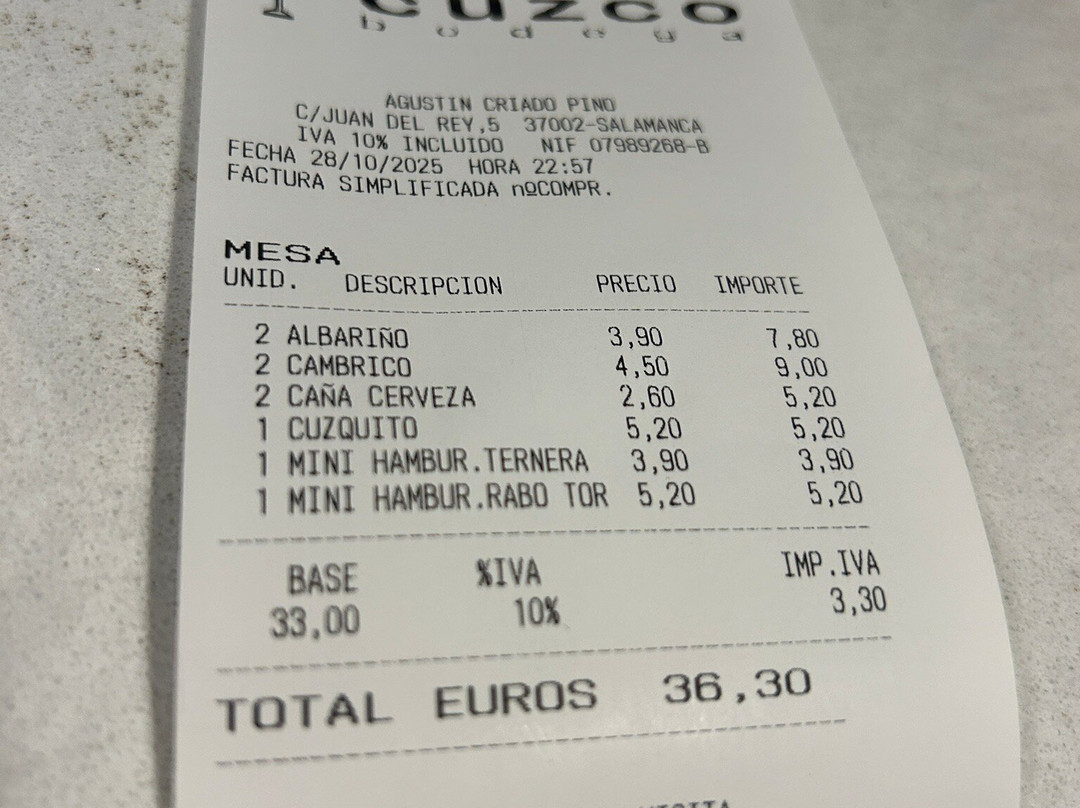 CUZCO
bodega
AGUSTIN CRIADO PINO
C/JUAN DEL REY,5 37002-SALAMANCA
IVA 10% INCLUIDO NIF 07989268-B
FECHA 28/10/2025 HORA 22:57
FACTURA SIMPLIFICADA nºCOMPR.
MESA
UNID. DESCRIPCION PRECIO IMPORTE
2 ALBARIÑO 3,90 7,80
2 CAMBRICO 4,50 9,00
2 CAÑA CERVEZA 2,60 5,20
1 CUZQUITO 5,20 5,20
1 MINI HAMBUR.TERNERA 3,90 3,90
1 MINI HAMBUR.RABO TOR 5,20 5,20
BASE %IVA IMP.IVA
33,00 10% 3,30
TOTAL EUROS 36,30